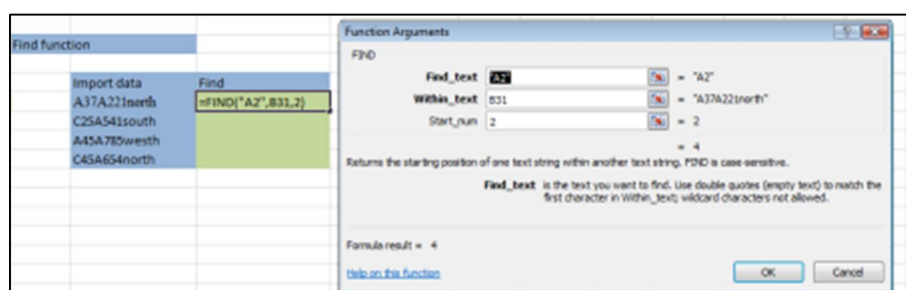 Find function
Import data Find
A37A221north =FIND("A2",B31,2)
C25A541south
A45A785westh
C45A654north
Function Arguments
FIND
Find_text "A2" = "A2"
Within_text B31 = "A37A221north"
Start_num 2 = 2
= 4
Returns the starting position of one text string within another text string. FIND is case-sensitive.
Find_text is the text you want to find. Use double quotes (empty text) to match the
first character in Within_text; wildcard characters not allowed.
Formula result = 4
Help on this function
OK Cancel